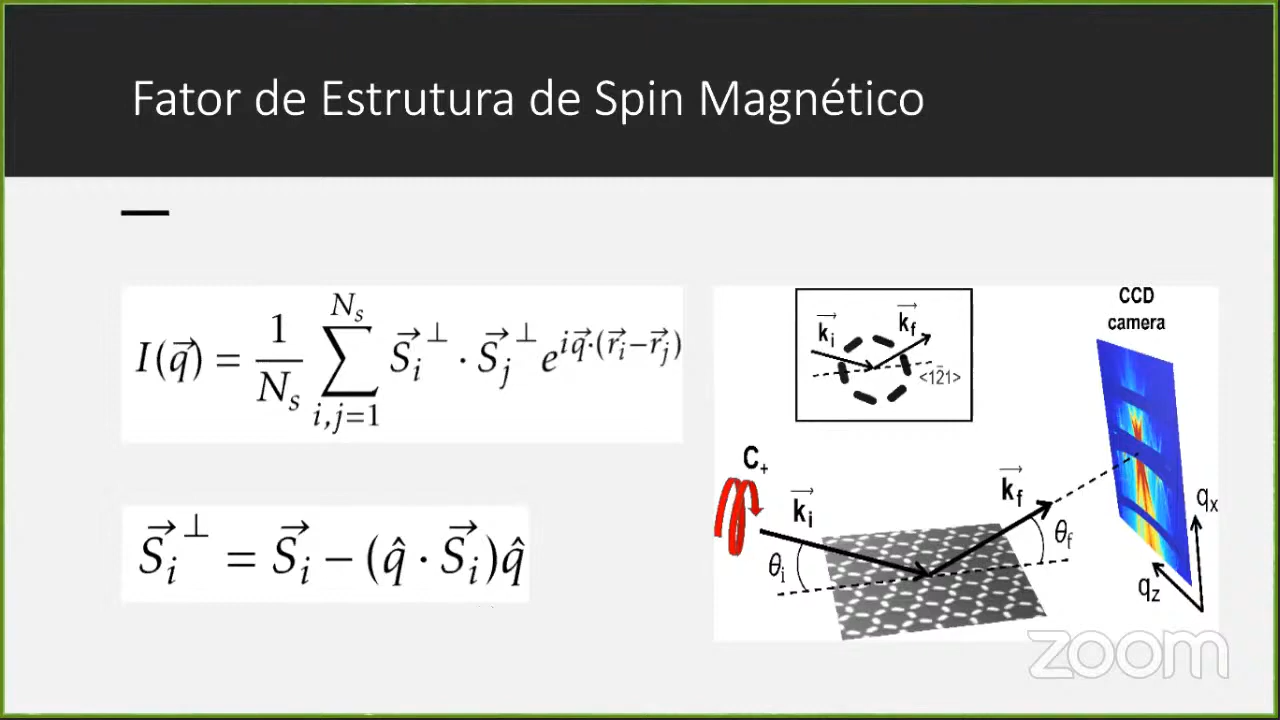 Fator de Estrutura de Spin Magnético
I(q⃗) = 1/N_s ∑_{i,j=1}^{N_s} S⃗_i^⊥ · S⃗_j^⊥ e^{iq⃗·(r⃗_i−r⃗_j)}
S⃗_i^⊥ = S⃗_i − (q̂ · S⃗_i)q̂
k⃗_i
k⃗_f
<12̄1>
CCD
camera
C₊
k⃗_i
k⃗_f
θ_i
θ_f
q_x
q_z
zoom